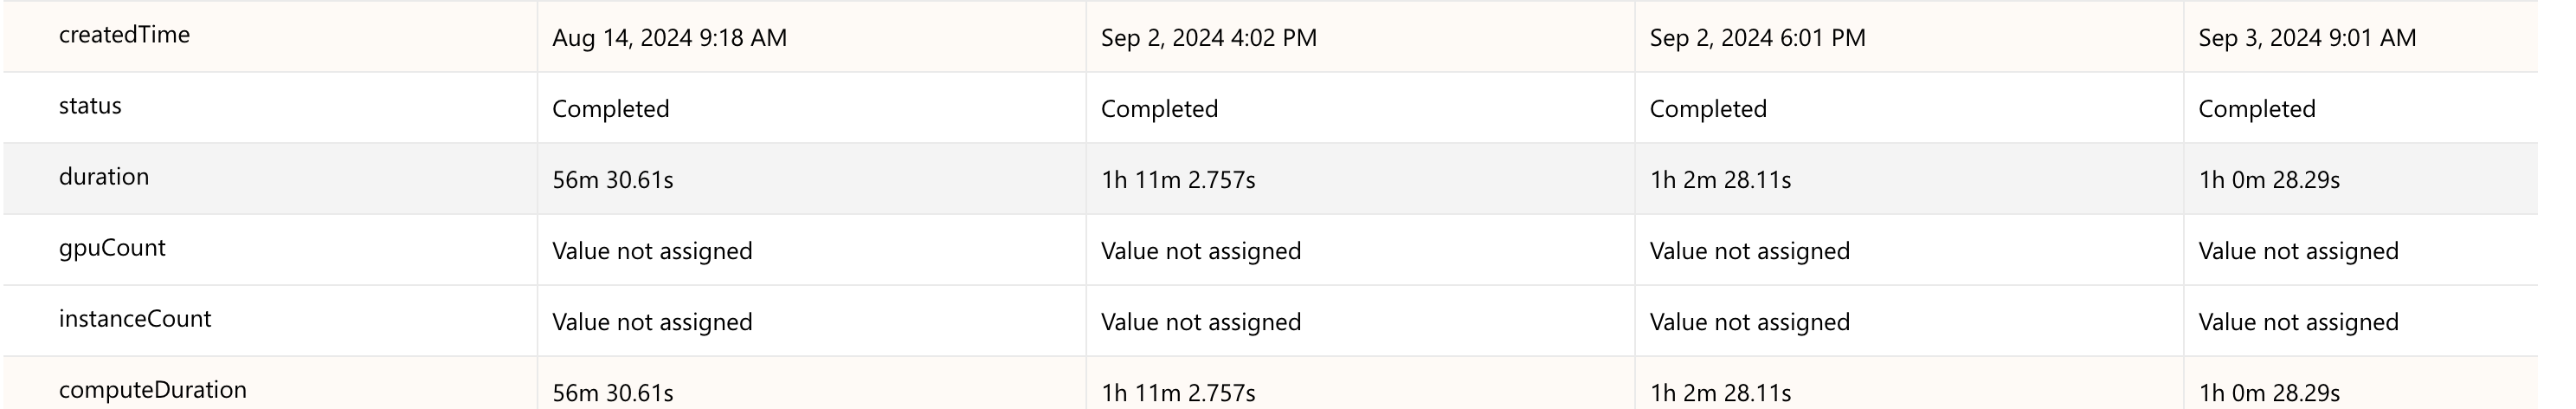 createdTime Aug 14, 2024 9:18 AM Sep 2, 2024 4:02 PM Sep 2, 2024 6:01 PM Sep 3, 2024 9:01 AM
status Completed Completed Completed Completed
duration 56m 30.61s 1h 11m 2.757s 1h 2m 28.11s 1h 0m 28.29s
gpuCount Value not assigned Value not assigned Value not assigned Value not assigned
instanceCount Value not assigned Value not assigned Value not assigned Value not assigned
computeDuration 56m 30.61s 1h 11m 2.757s 1h 2m 28.11s 1h 0m 28.29s